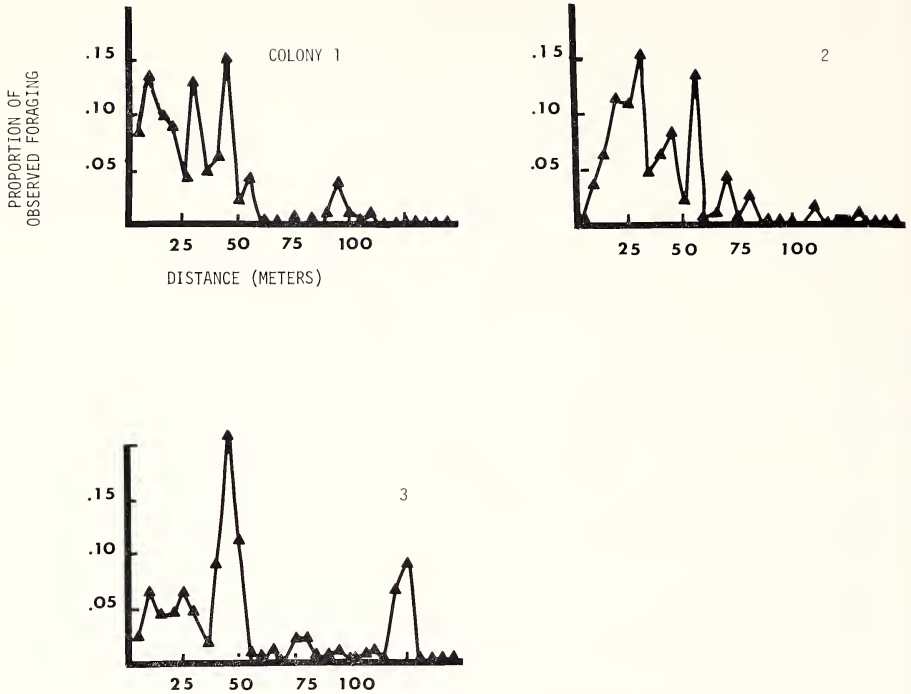 PROPORTION OF
OBSERVED FORAGING
COLONY 1
.15
.10
.05
25 50 75 100
DISTANCE (METERS)
2
.15
.10
.05
25 50 75 100
3
.15
.10
.05
25 50 75 100